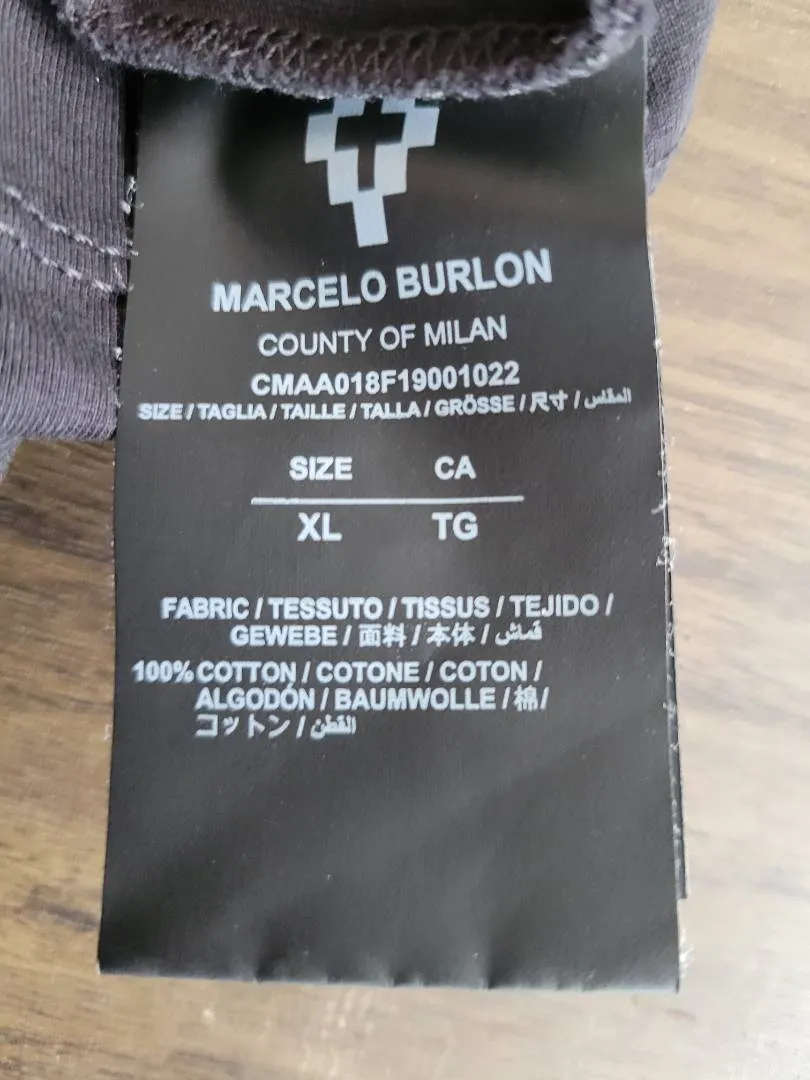 MARCELO BURLON
COUNTY OF MILAN
CMAA018F19001022
SIZE / TAGLIA / TAILLE / TALLA / GRÖSSE / 尺寸 / المقاس
SIZE CA
XL TG
FABRIC / TESSUTO / TISSUS / TEJIDO /
GEWEBE / 面料 / 本体 / قماش
100% COTTON / COTONE / COTON /
ALGODÓN / BAUMWOLLE / 棉/
コットン / القطن